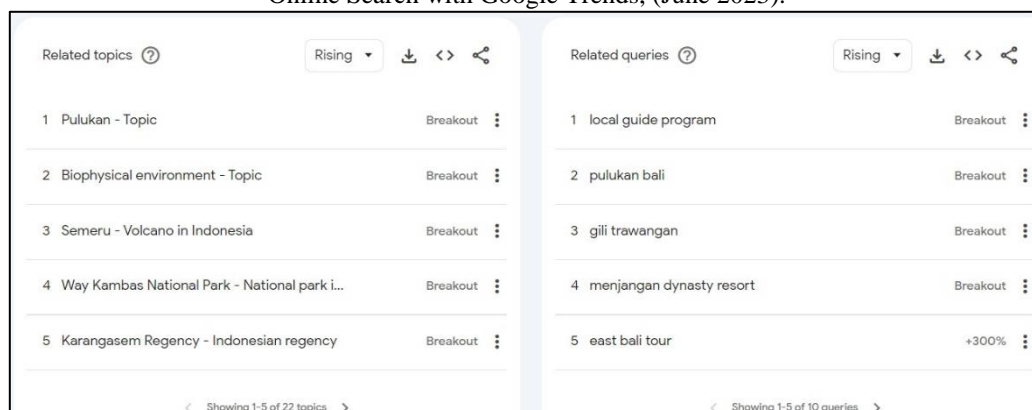 Online Search with Google Trends, (June 2023).
Related topics
Rising
1 Pulukan - Topic Breakout
2 Biophysical environment - Topic Breakout
3 Semeru - Volcano in Indonesia Breakout
4 Way Kambas National Park - National park i... Breakout
5 Karangasem Regency - Indonesian regency Breakout
Showing 1-5 of 22 topics
Related queries
Rising
1 local guide program Breakout
2 pulukan bali Breakout
3 gili trawangan Breakout
4 menjangan dynasty resort Breakout
5 east bali tour +300%
Showing 1-5 of 10 queries